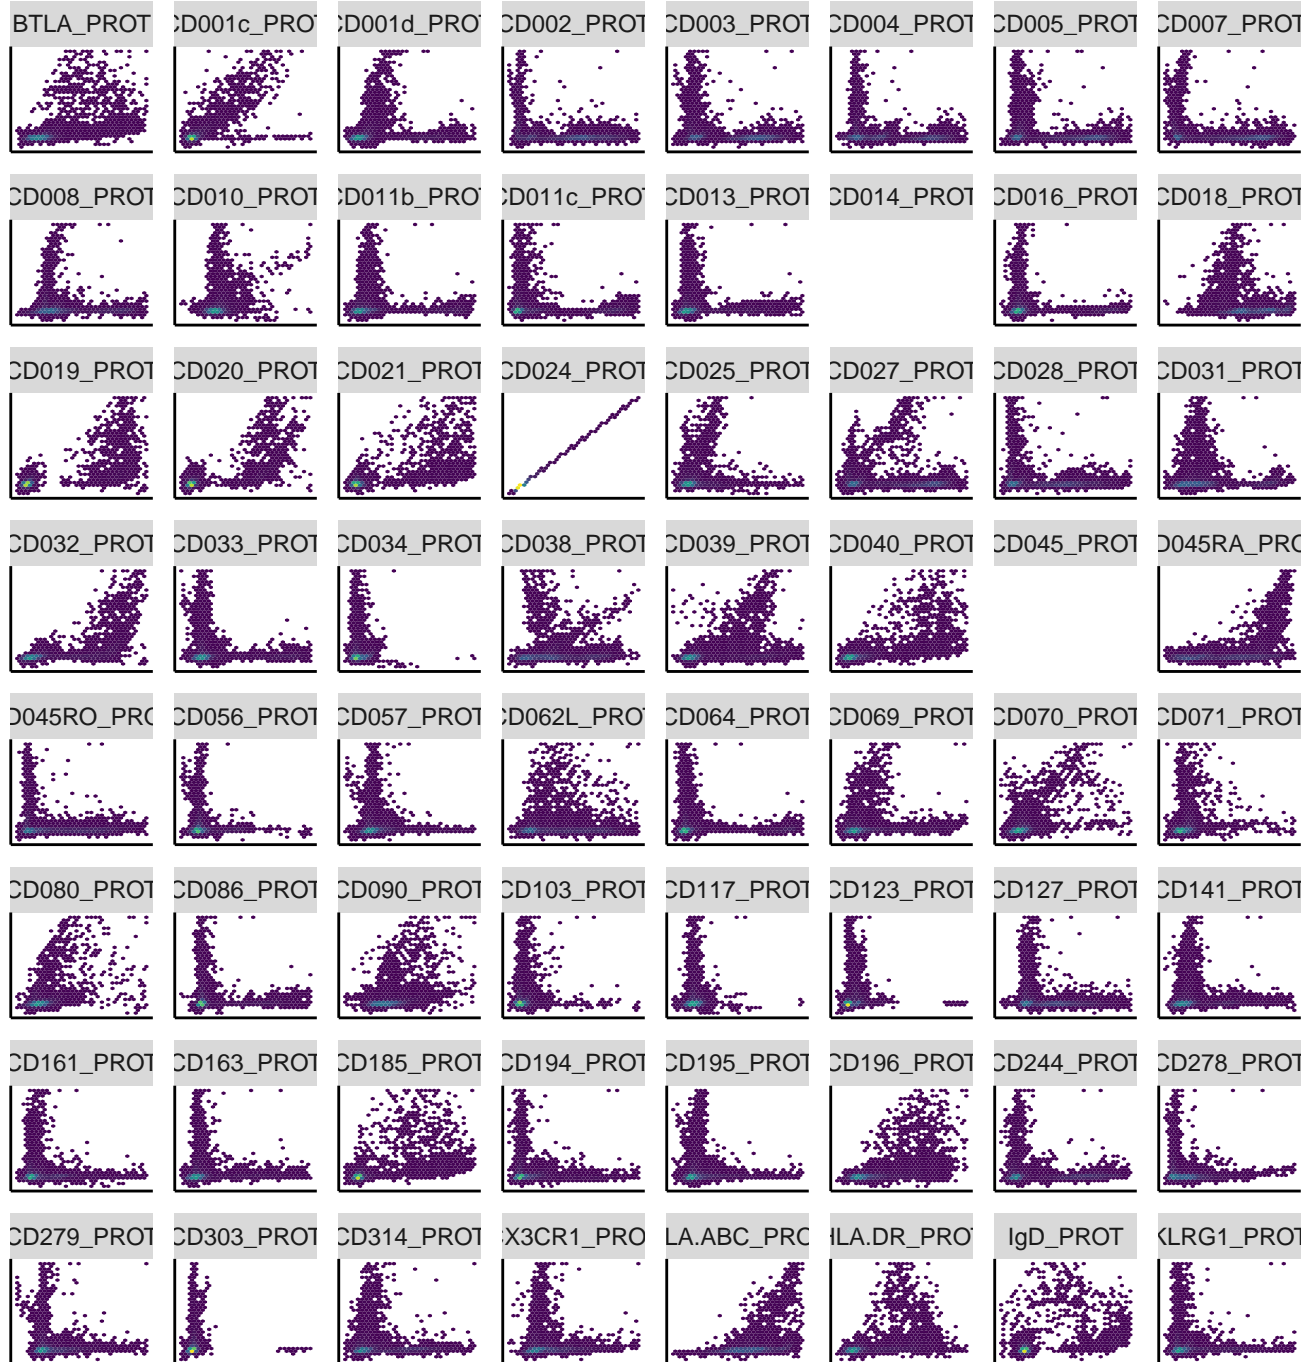 BTLA_PROT CD001c_PROT CD001d_PROT CD002_PROT CD003_PROT CD004_PROT CD005_PROT CD007_PROT
CD008_PROT CD010_PROT CD011b_PROT CD011c_PROT CD013_PROT CD014_PROT CD016_PROT CD018_PROT
CD019_PROT CD020_PROT CD021_PROT CD024_PROT CD025_PROT CD027_PROT CD028_PROT CD031_PROT
CD032_PROT CD033_PROT CD034_PROT CD038_PROT CD039_PROT CD040_PROT CD045_PROT D045RA_PRO
D045RO_PRO CD056_PROT CD057_PROT CD062L_PROT CD064_PROT CD069_PROT CD070_PROT CD071_PROT
CD080_PROT CD086_PROT CD090_PROT CD103_PROT CD117_PROT CD123_PROT CD127_PROT CD141_PROT
CD161_PROT CD163_PROT CD185_PROT CD194_PROT CD195_PROT CD196_PROT CD244_PROT CD278_PROT
CD279_PROT CD303_PROT CD314_PROT CX3CR1_PRO LA.ABC_PRO HLA.DR_PROT IgD_PROT KLRG1_PROT